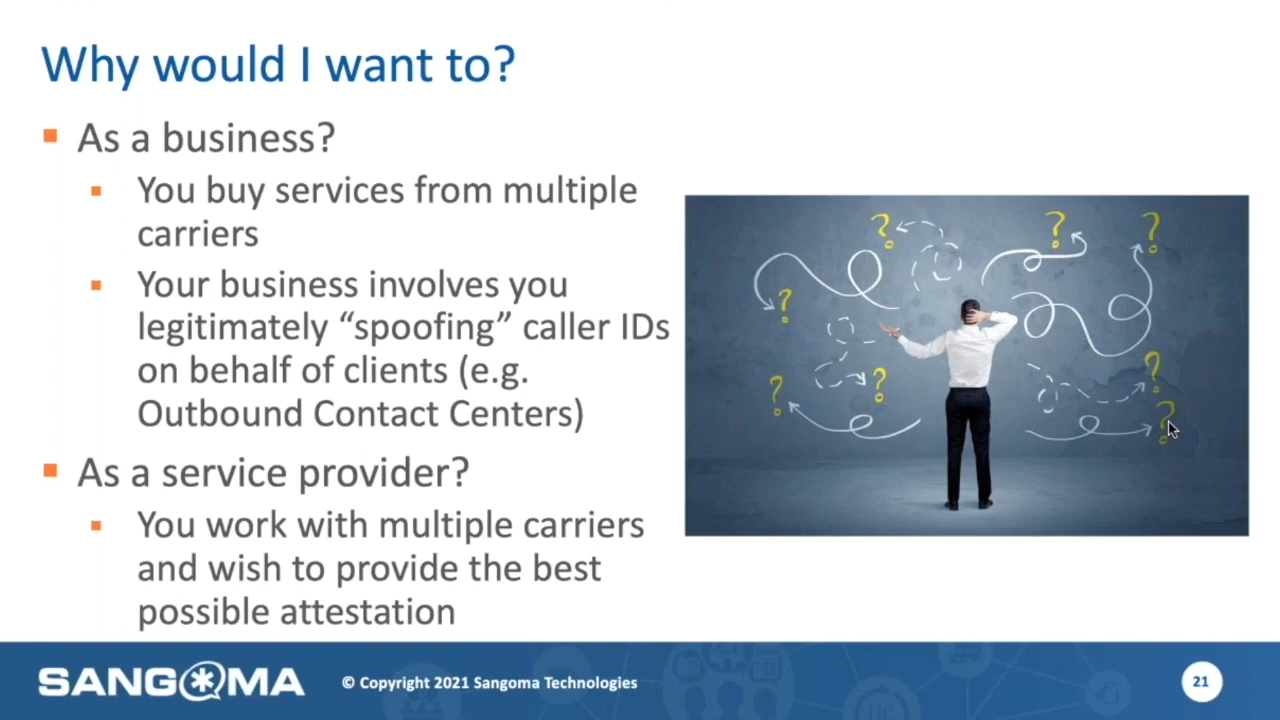 Why would I want to?
As a business?
You buy services from multiple
carriers
Your business involves you
legitimately “spoofing” caller IDs
on behalf of clients (e.g.
Outbound Contact Centers)
As a service provider?
You work with multiple carriers
and wish to provide the best
possible attestation
? ? ?
?
? ? ?
?
SANGOMA
© Copyright 2021 Sangoma Technologies
21